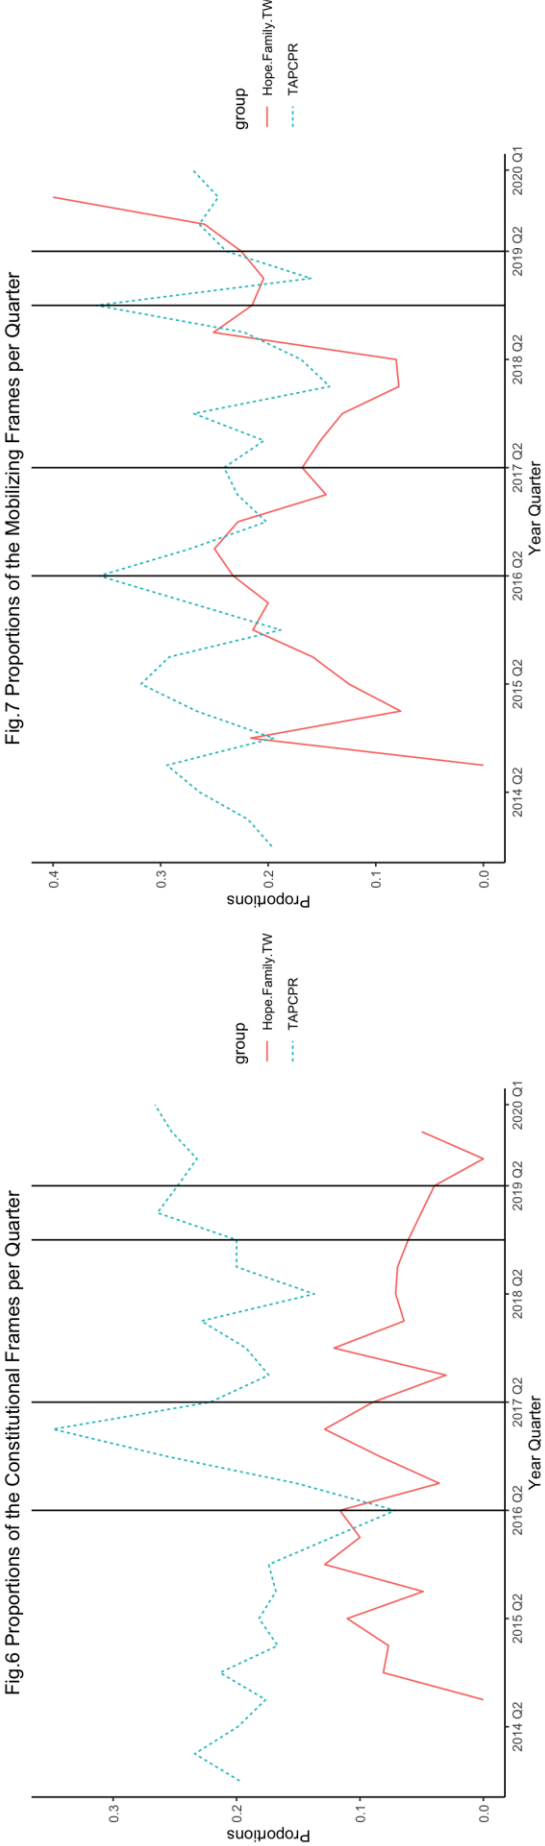 Fig.6 Proportions of the Constitutional Frames per Quarter
Proportions
0.3
0.2
0.1
0.0
2014 Q2
2015 Q2
2016 Q2
2017 Q2
2018 Q2
2019 Q2
2020 Q1
Year Quarter
group
Hope.Family.TW
TAPCPR
Fig.7 Proportions of the Mobilizing Frames per Quarter
Proportions
0.4
0.3
0.2
0.1
0.0
2014 Q2
2015 Q2
2016 Q2
2017 Q2
2018 Q2
2019 Q2
2020 Q1
Year Quarter
group
Hope.Family.TW
TAPCPR